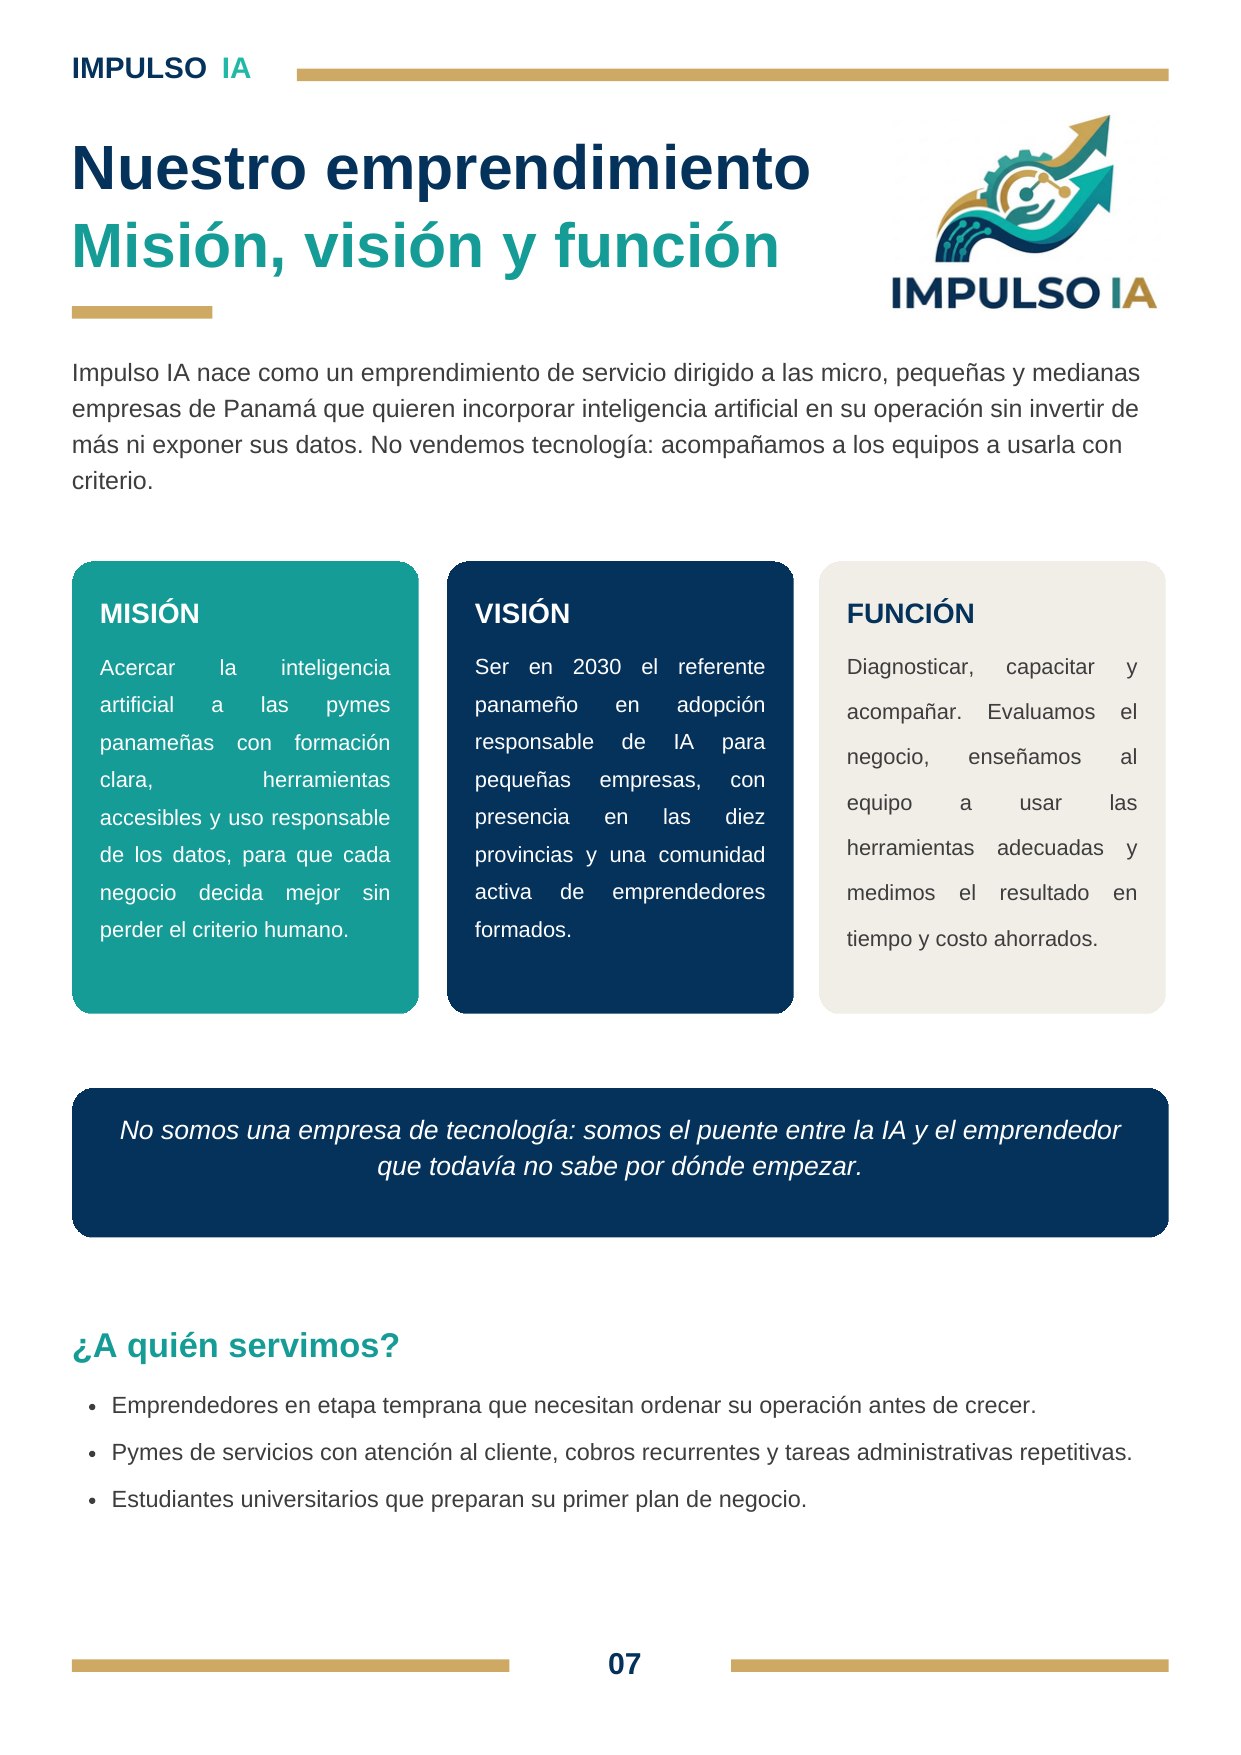 IMPULSO IA
Nuestro emprendimiento
Misión, visión y función
IMPULSO IA
Impulso IA nace como un emprendimiento de servicio dirigido a las micro, pequeñas y medianas
empresas de Panamá que quieren incorporar inteligencia artificial en su operación sin invertir de
más ni exponer sus datos. No vendemos tecnología: acompañamos a los equipos a usarla con
criterio.
MISIÓN
Acercar la inteligencia
artificial a las pymes
panameñas con formación
clara, herramientas
accesibles y uso responsable
de los datos, para que cada
negocio decida mejor sin
perder el criterio humano.
VISIÓN
Ser en 2030 el referente
panameño en adopción
responsable de IA para
pequeñas empresas, con
presencia en las diez
provincias y una comunidad
activa de emprendedores
formados.
FUNCIÓN
Diagnosticar, capacitar y
acompañar. Evaluamos el
negocio, enseñamos al
equipo a usar las
herramientas adecuadas y
medimos el resultado en
tiempo y costo ahorrados.
No somos una empresa de tecnología: somos el puente entre la IA y el emprendedor
que todavía no sabe por dónde empezar.
¿A quién servimos?
• Emprendedores en etapa temprana que necesitan ordenar su operación antes de crecer.
• Pymes de servicios con atención al cliente, cobros recurrentes y tareas administrativas repetitivas.
• Estudiantes universitarios que preparan su primer plan de negocio.
07